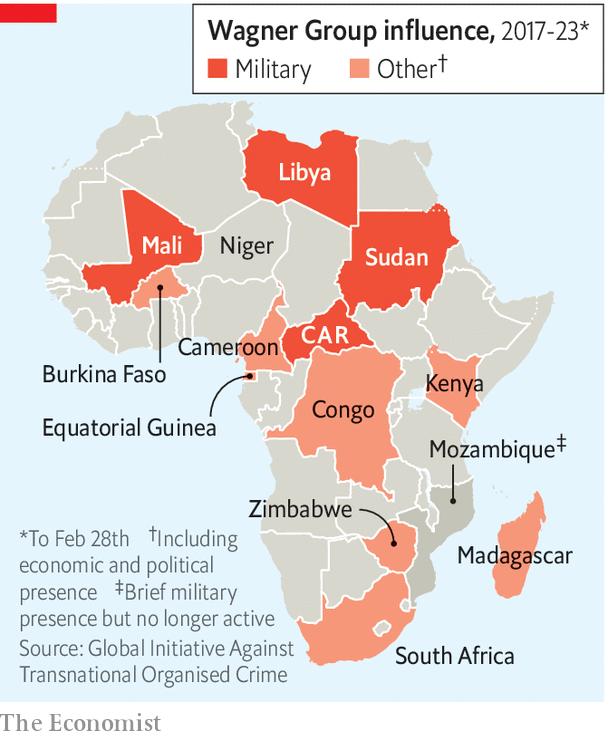 Wagner Group influence, 2017-23*
Military Other†
Libya
Mali
Niger
Sudan
CAR
Cameroon
Burkina Faso
Equatorial Guinea
Congo
Kenya
Mozambique‡
Zimbabwe
Madagascar
South Africa
*To Feb 28th †Including
economic and political
presence ‡Brief military
presence but no longer active
Source: Global Initiative Against
Transnational Organised Crime
The Economist